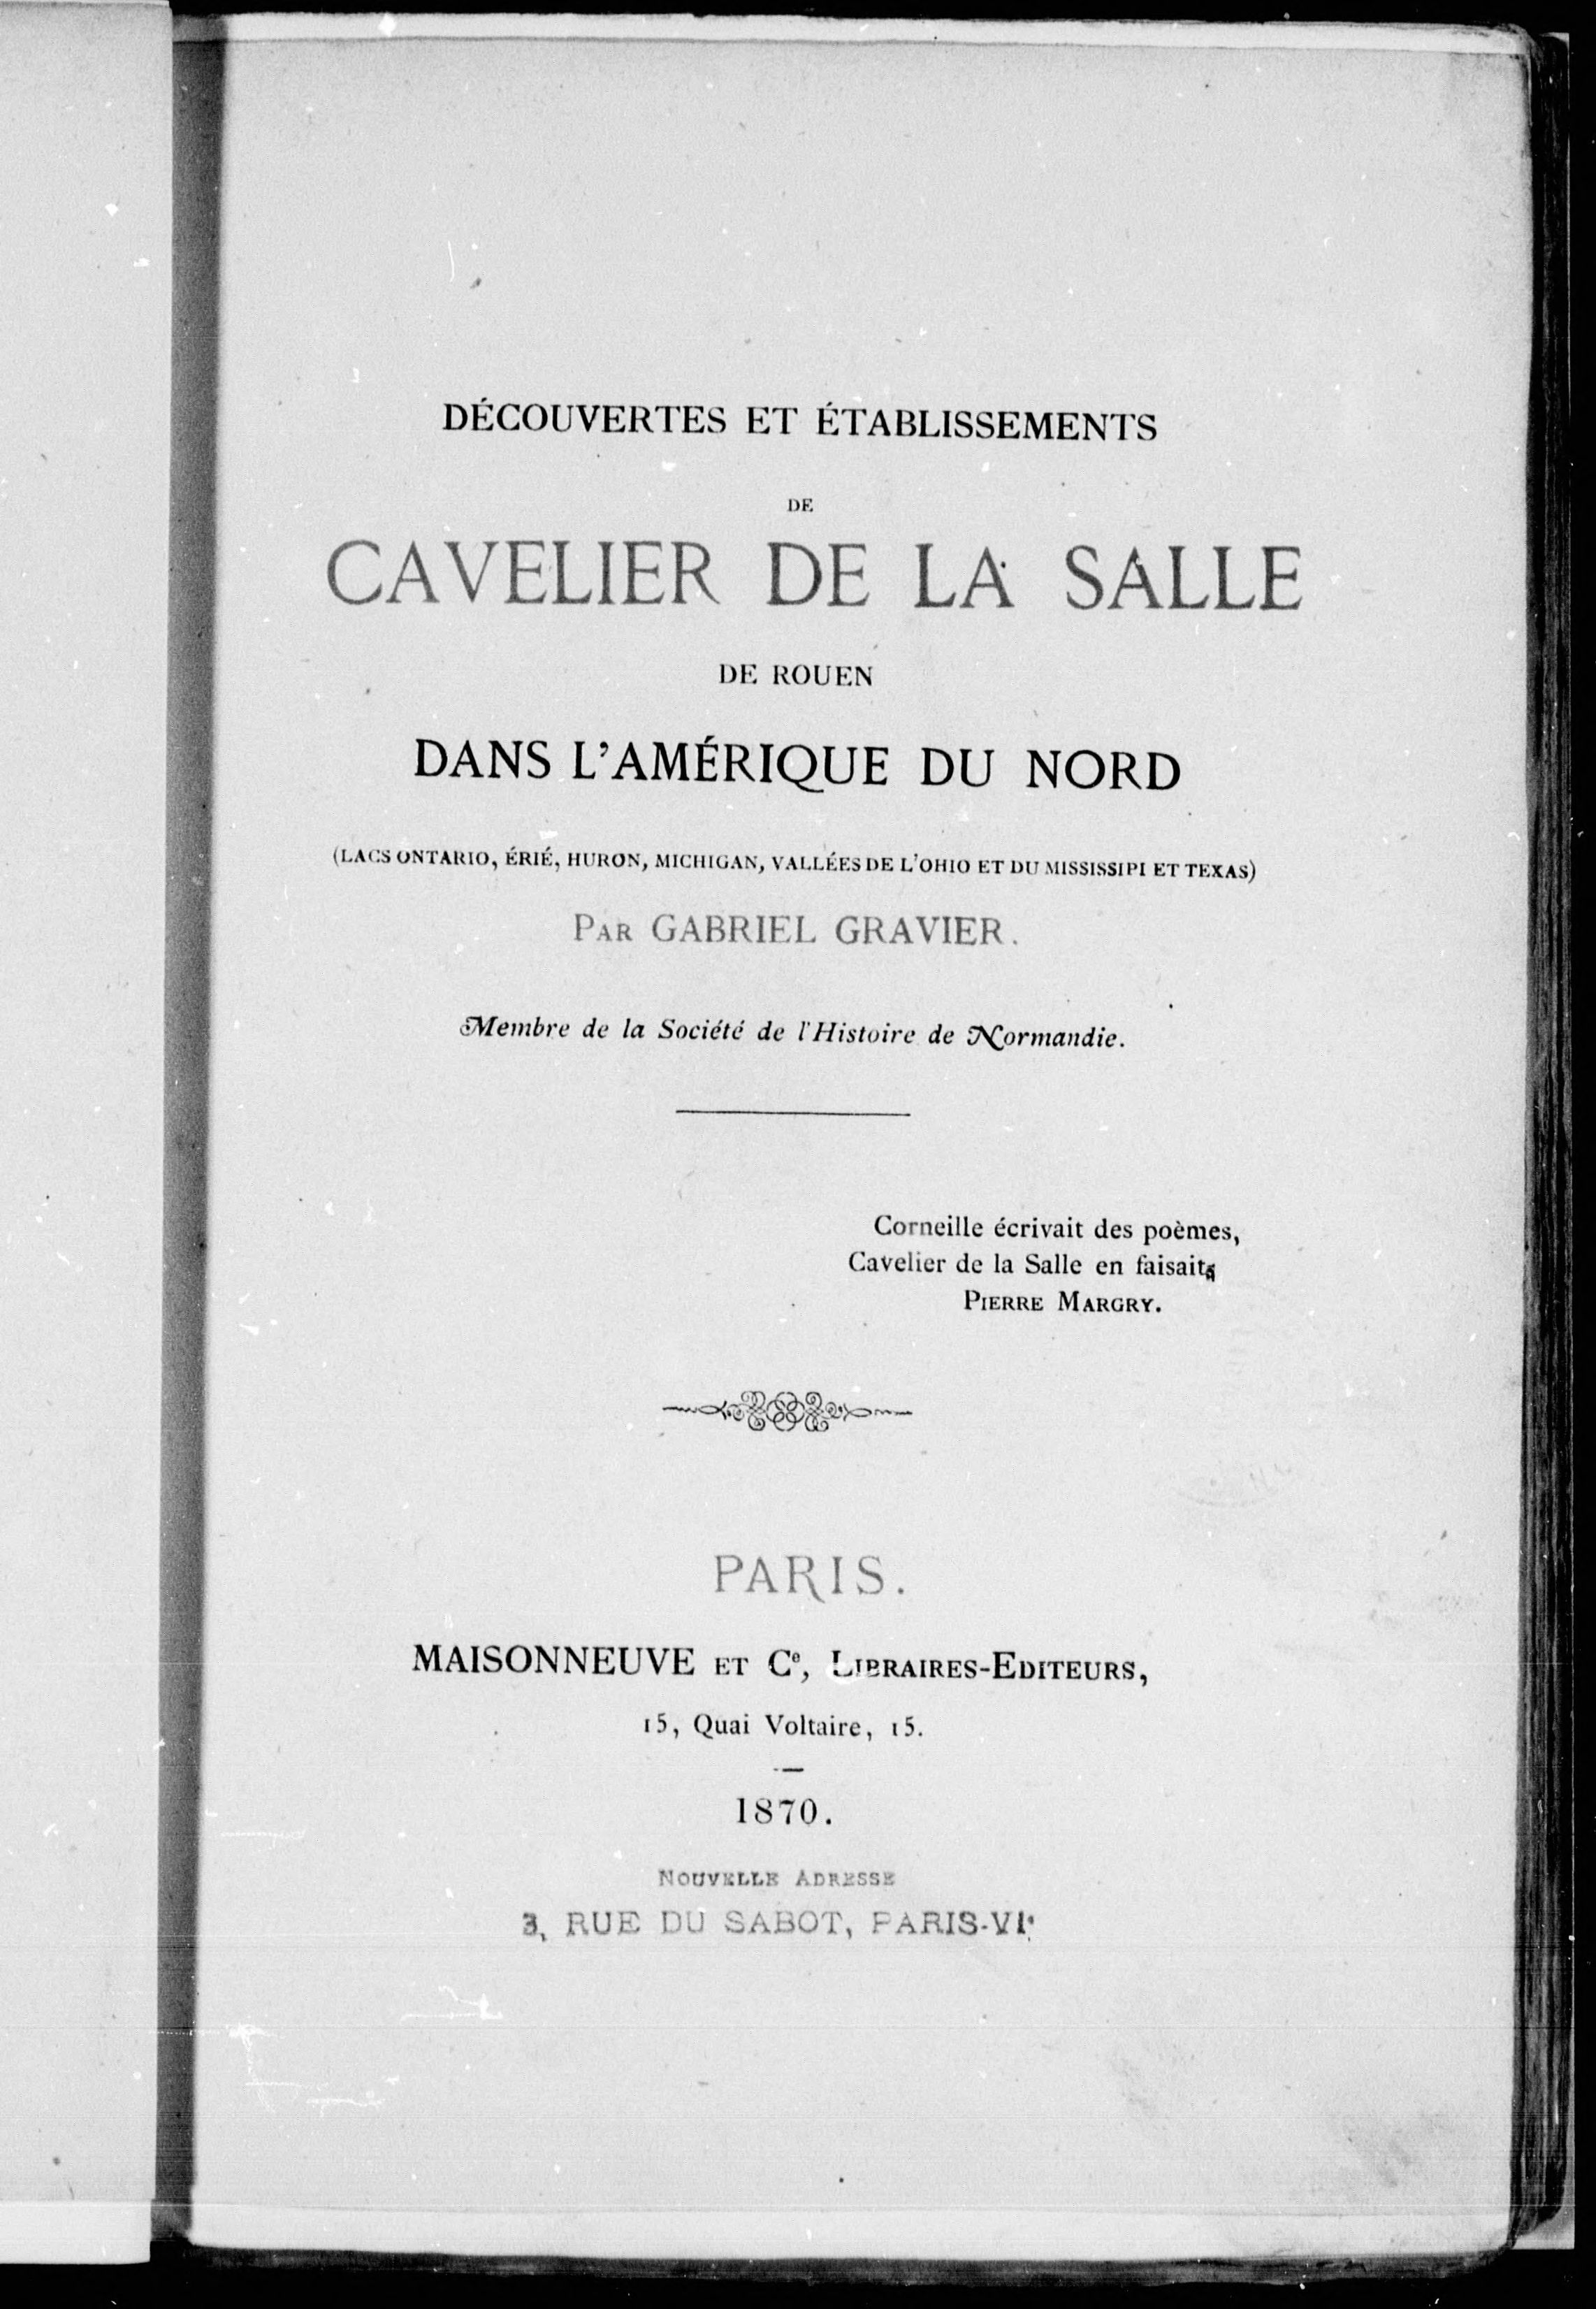 DÉCOUVERTES ET ÉTABLISSEMENTS
DE
CAVELIER DE LA SALLE
DE ROUEN
DANS L'AMÉRIQUE DU NORD
(LACS ONTARIO, ÉRIÉ, HURON, MICHIGAN, VALLÉES DE L'OHIO ET DU MISSISSIPI ET TEXAS)
PAR GABRIEL GRAVIER.
Membre de la Société de l'Histoire de Normandie.
Corneille écrivait des poèmes,
Cavelier de la Salle en faisait
PIERRE MARGRY.
PARIS.
MAISONNEUVE ET Ce, LIBRAIRES-EDITEURS,
15, Quai Voltaire, 15.
1870.
NOUVELLE ADRESSE
3, RUE DU SABOT, PARIS-VIe